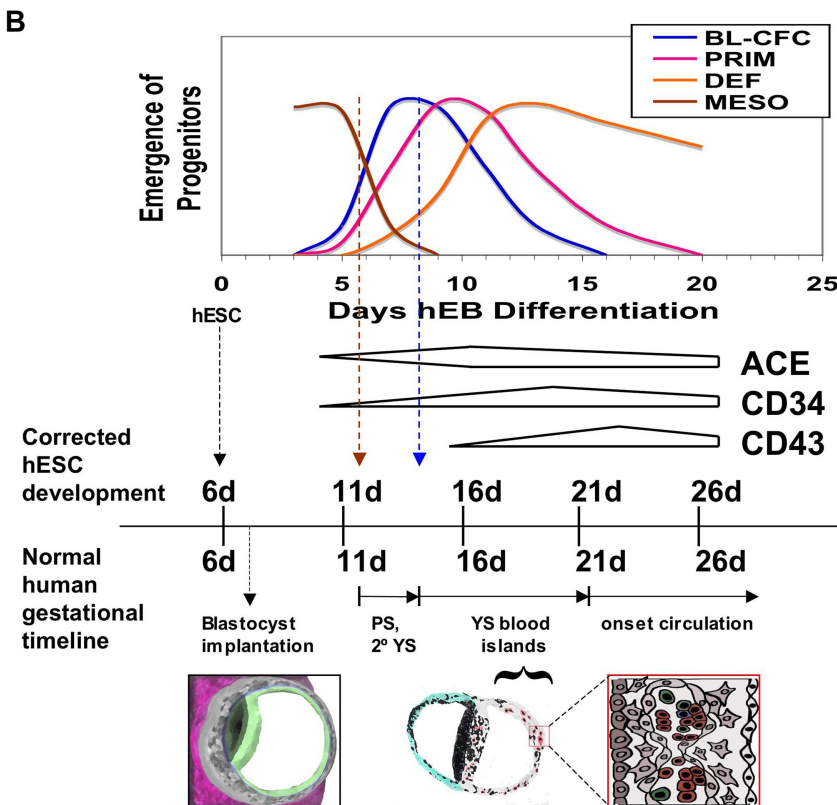 B
BL-CFC
PRIM
DEF
MESO
Emergence of
Progenitors
0 5 10 15 20 25
Days hEB Differentiation
hESC
ACE
CD34
CD43
Corrected
hESC
development
6d 11d 16d 21d 26d
6d 11d 16d 21d 26d
Normal
human
gestational
timeline
Blastocyst
implantation
PS,
2º YS
YS blood
islands
onset circulation